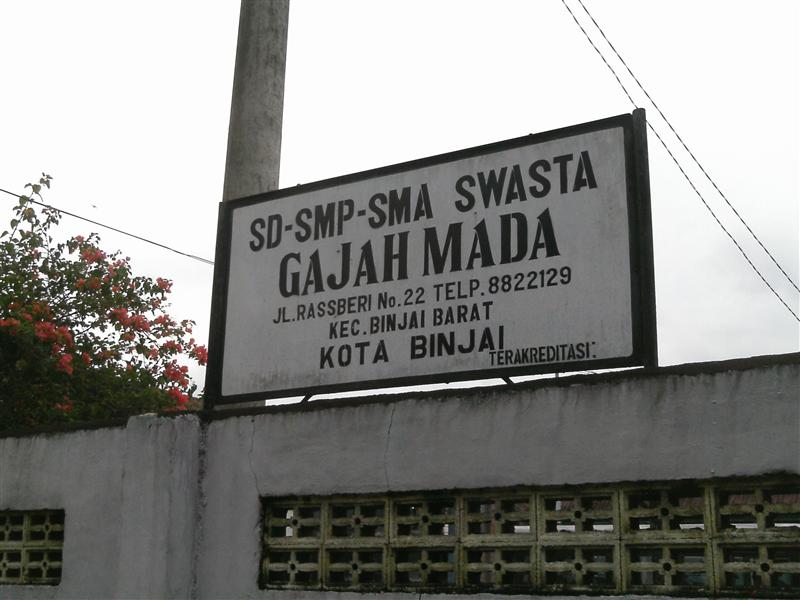 SD-SMP-SMA SWASTA
GAJAH MADA
JL.RASSBERI No.22 TELP.8822129
KEC.BINJAI BARAT
KOTA BINJAI
TERAKREDITASI: